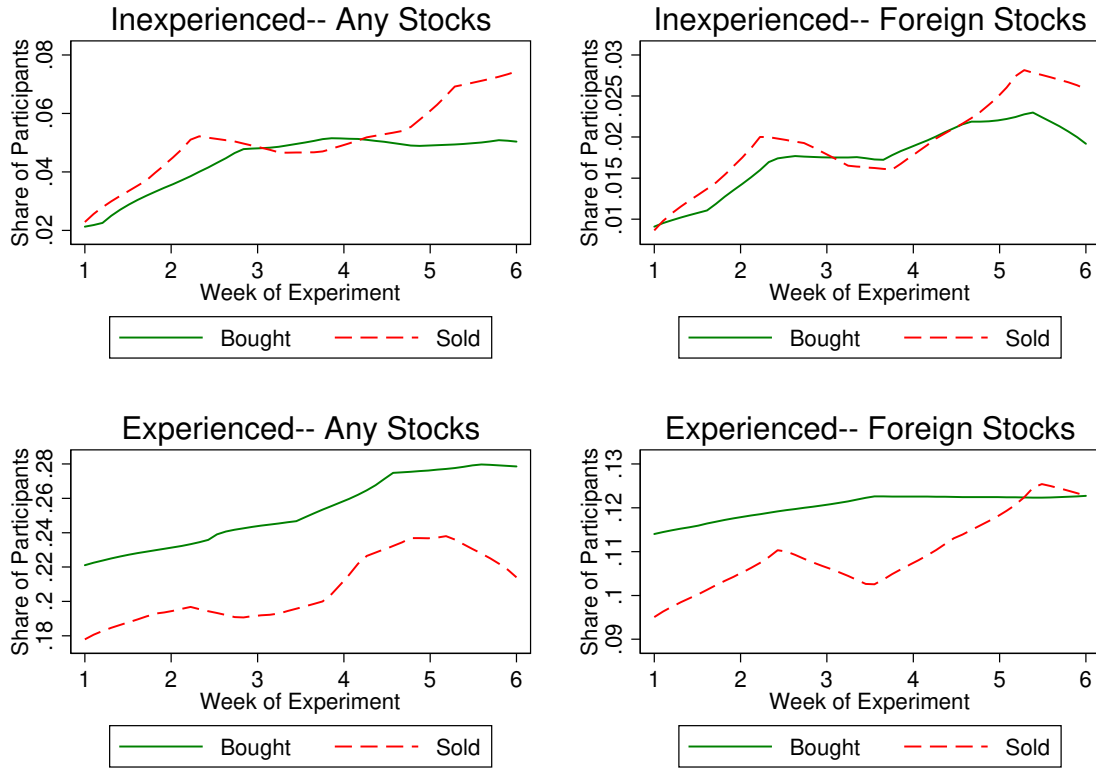 Inexperienced-- Any Stocks
Share of Participants
.02 .04 .06 .08
1 2 3 4 5 6
Week of Experiment
Bought Sold
Inexperienced-- Foreign Stocks
Share of Participants
.01 .015 .02 .025 .03
1 2 3 4 5 6
Week of Experiment
Bought Sold
Experienced-- Any Stocks
Share of Participants
.18 .2 .22 .24 .26 .28
1 2 3 4 5 6
Week of Experiment
Bought Sold
Experienced-- Foreign Stocks
Share of Participants
.09 .1 .11 .12 .13
1 2 3 4 5 6
Week of Experiment
Bought Sold